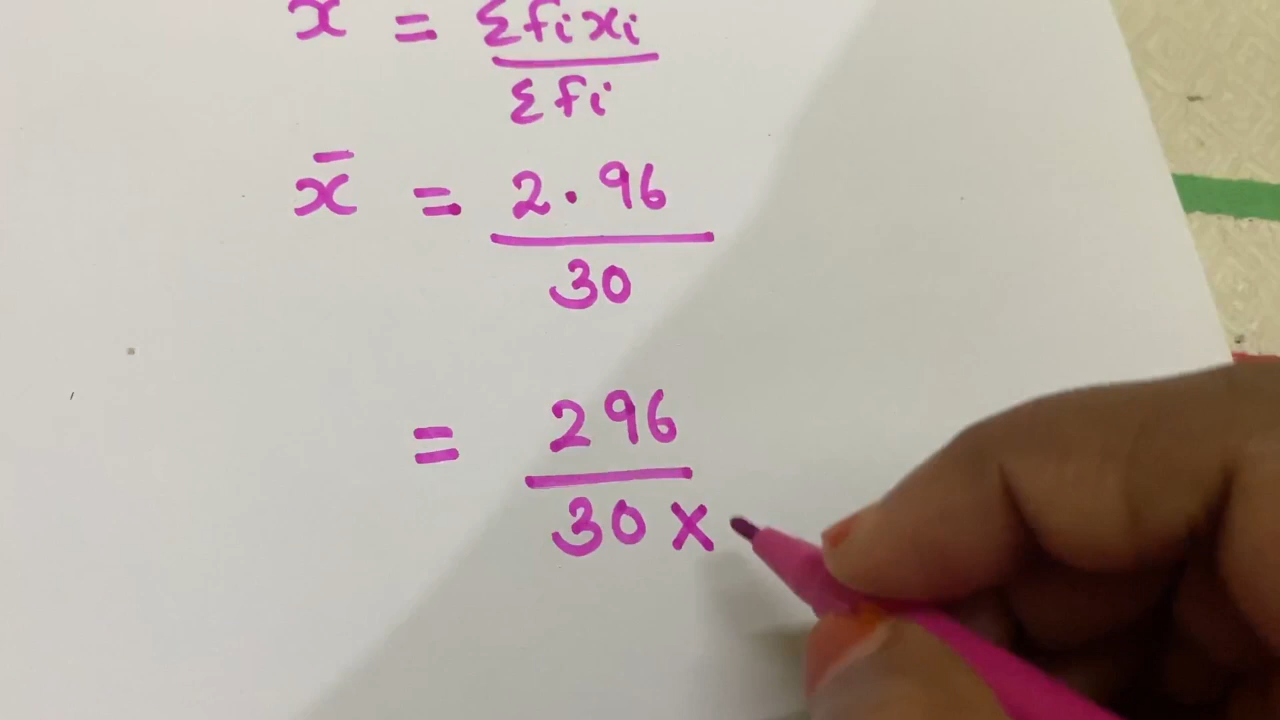 x = Σfixi
Σfi
x̄ = 2.96
30
= 296
30 x